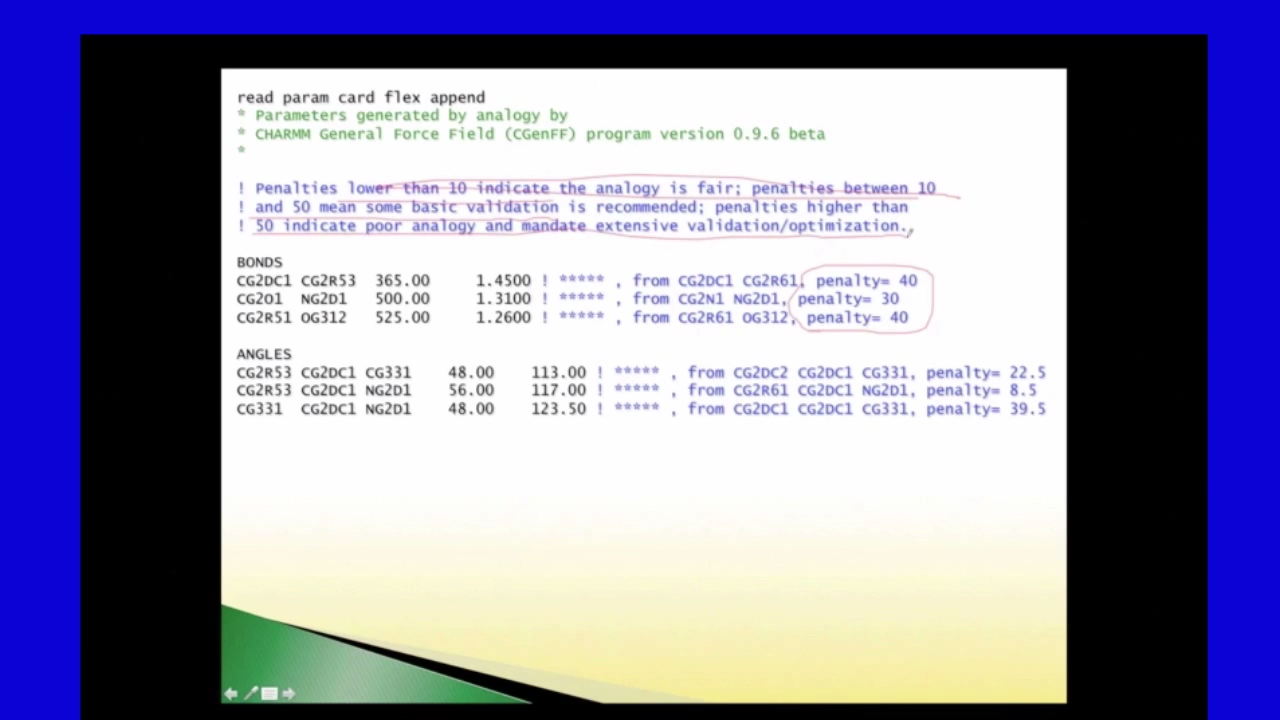 read param card flex append
* Parameters generated by analogy by
* CHARMM General Force Field (CGenFF) program version 0.9.6 beta
*
! Penalties lower than 10 indicate the analogy is fair; penalties between 10
! and 50 mean some basic validation is recommended; penalties higher than
! 50 indicate poor analogy and mandate extensive validation/optimization.
BONDS
CG2DC1 CG2R53 365.00 1.4500 ! ***** , from CG2DC1 CG2R61, penalty= 40
CG2O1 NG2D1 500.00 1.3100 ! ***** , from CG2N1 NG2D1, penalty= 30
CG2R51 OG312 525.00 1.2600 ! ***** , from CG2R61 OG312, penalty= 40
ANGLES
CG2R53 CG2DC1 CG331 48.00 113.00 ! ***** , from CG2DC2 CG2DC1 CG331, penalty= 22.5
CG2R53 CG2DC1 NG2D1 56.00 117.00 ! ***** , from CG2R61 CG2DC1 NG2D1, penalty= 8.5
CG331 CG2DC1 NG2D1 48.00 123.50 ! ***** , from CG2DC1 CG2DC1 CG331, penalty= 39.5